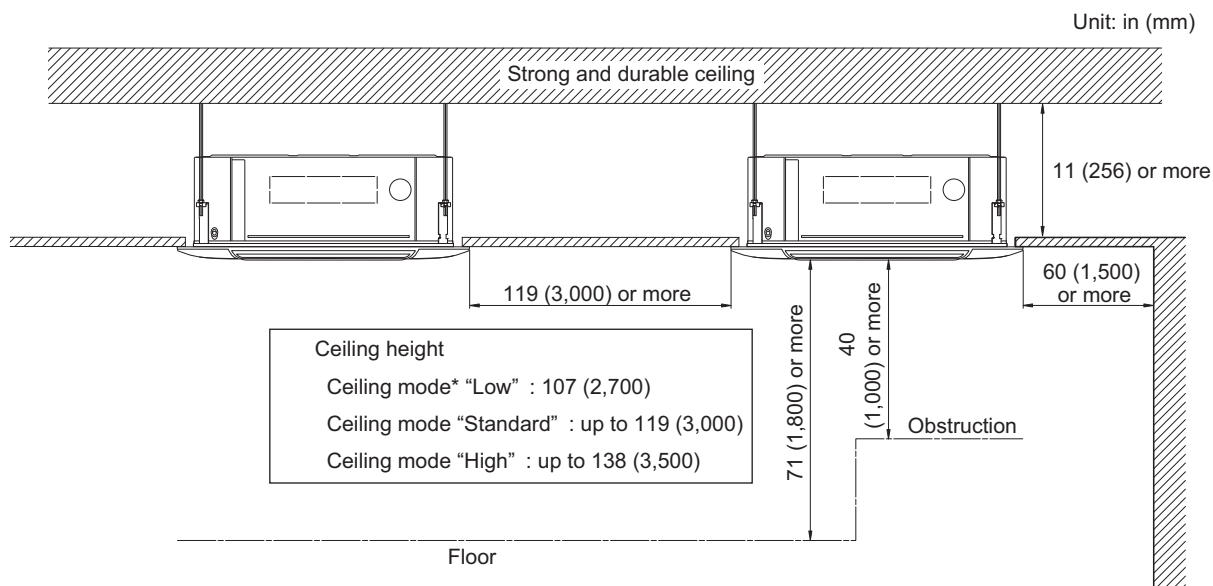 Unit: in (mm)
Strong and durable ceiling
11 (256) or more
119 (3,000) or more
60 (1,500)
or more
71 (1,800) or more
40
(1,000) or more
Ceiling height
Ceiling mode* “Low” : 107 (2,700)
Ceiling mode “Standard” : up to 119 (3,000)
Ceiling mode “High” : up to 138 (3,500)
Obstruction
Floor